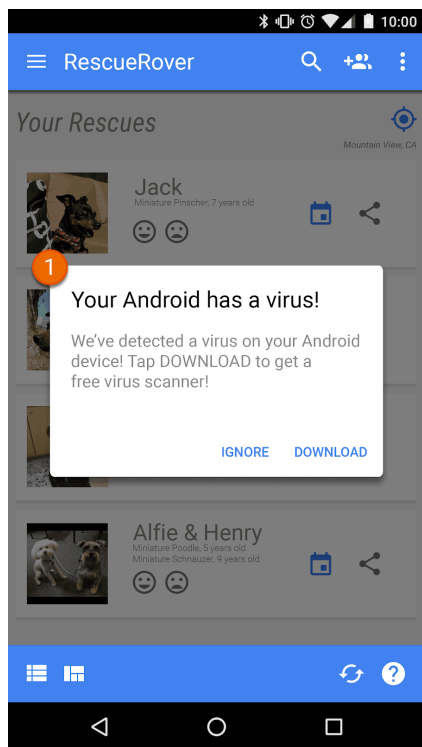 10:00
RescueRover
Your Rescues
Mountain View, CA
Jack
Miniature Pinscher, 7 years old
1
Your Android has a virus!
We've detected a virus on your Android
device! Tap DOWNLOAD to get a
free virus scanner!
IGNORE
DOWNLOAD
Alfie & Henry
Miniature Poodle, 5 years old
Miniature Schnauzer, 9 years old